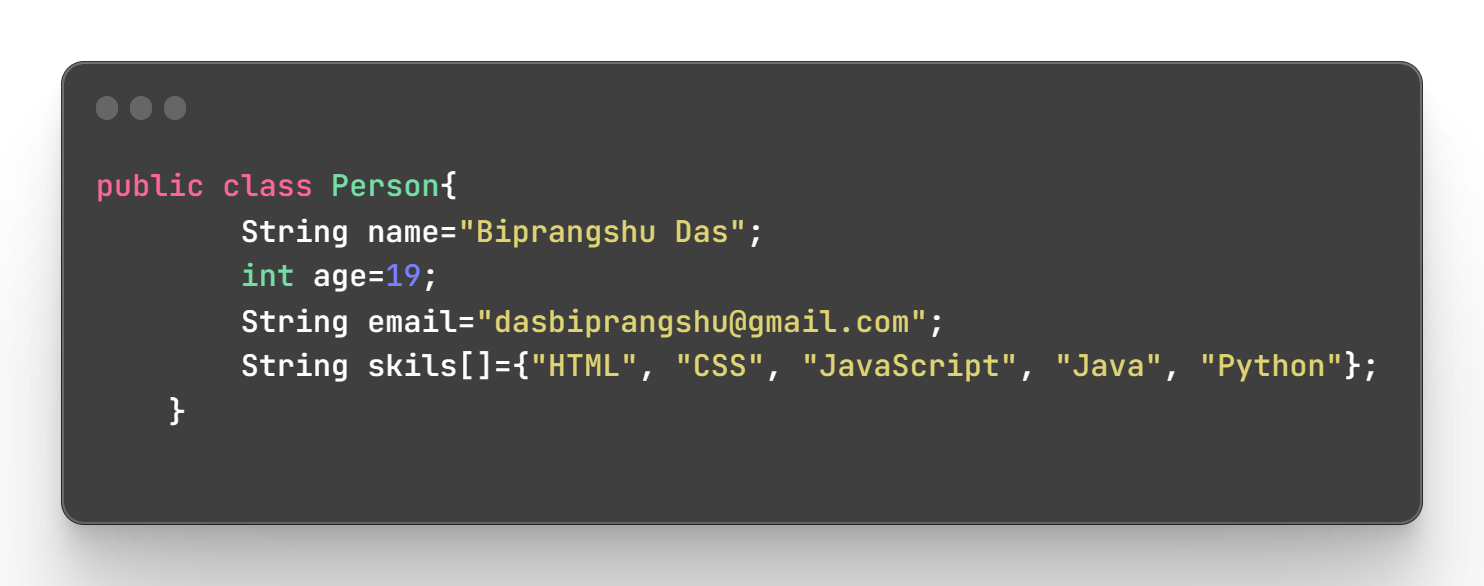 public class Person{
        String name="Biprangshu Das";
        int age=19;
        String email="dasbiprangshu@gmail.com";
        String skils[]={"HTML", "CSS", "JavaScript", "Java", "Python"};
    }